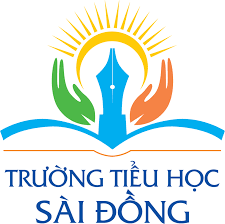 TRƯỜNG TIỂU HỌC
SÀI ĐỒNG